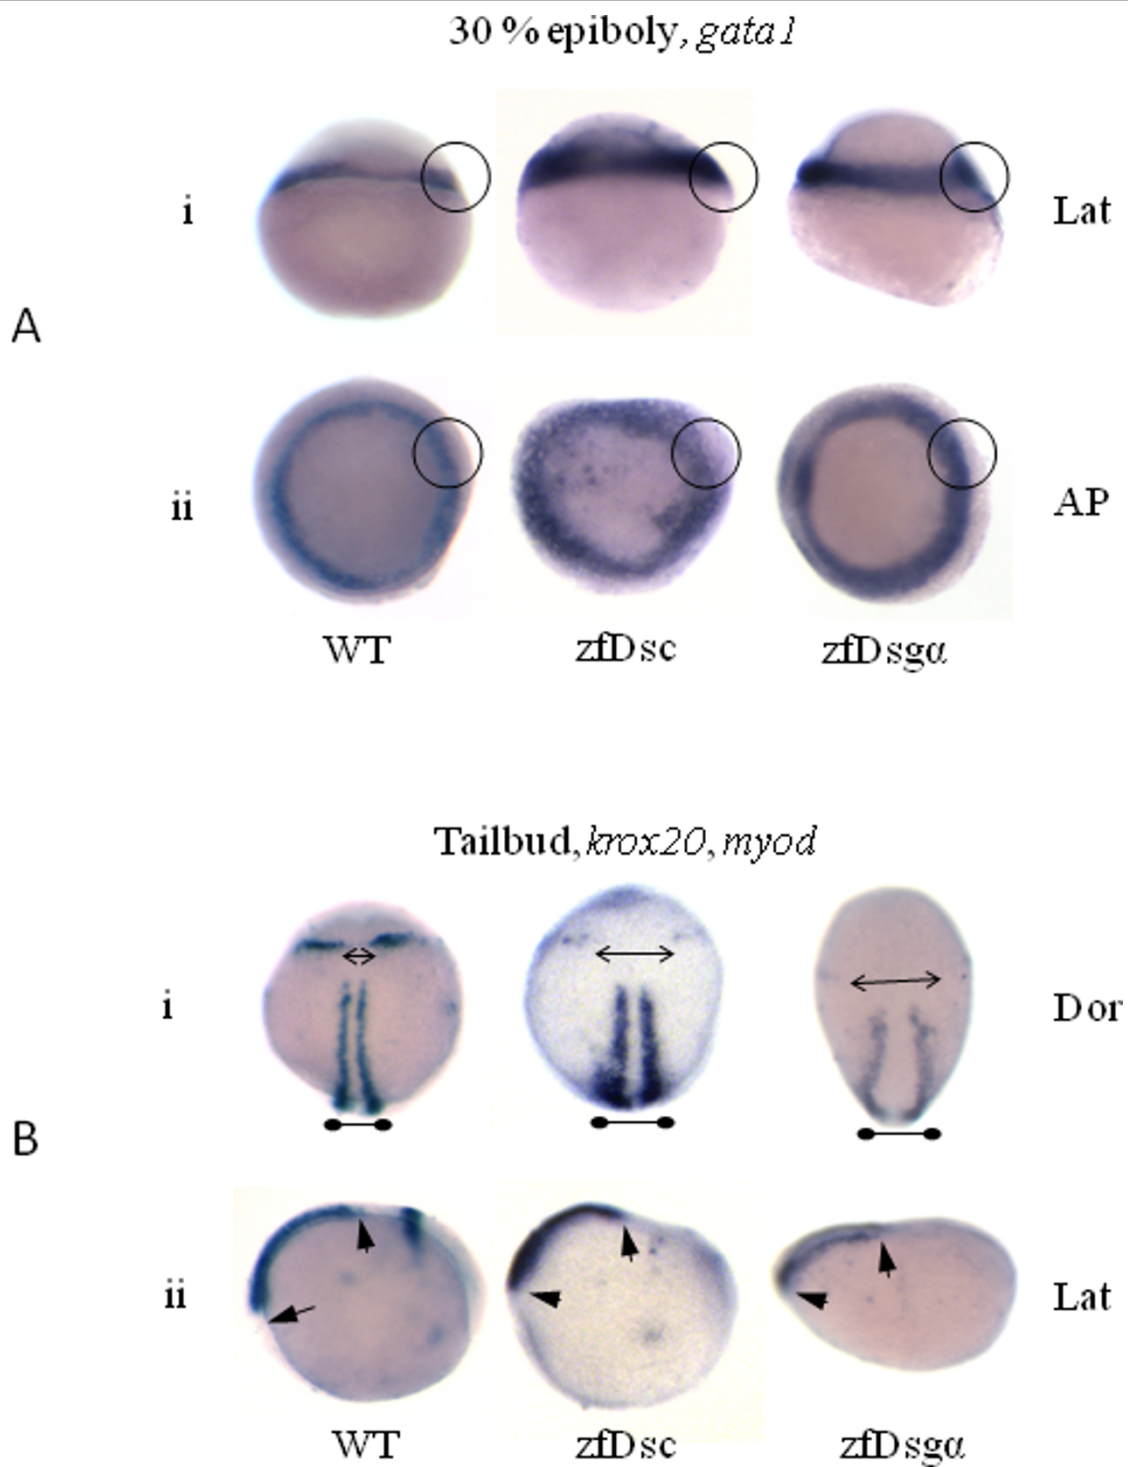 30 % epiboly, gata1
i
Lat
A
ii
AP
WT zfDsc zfDsgα
Tailbud, krox20, myod
i
Dor
B
ii
Lat
WT zfDsc zfDsgα